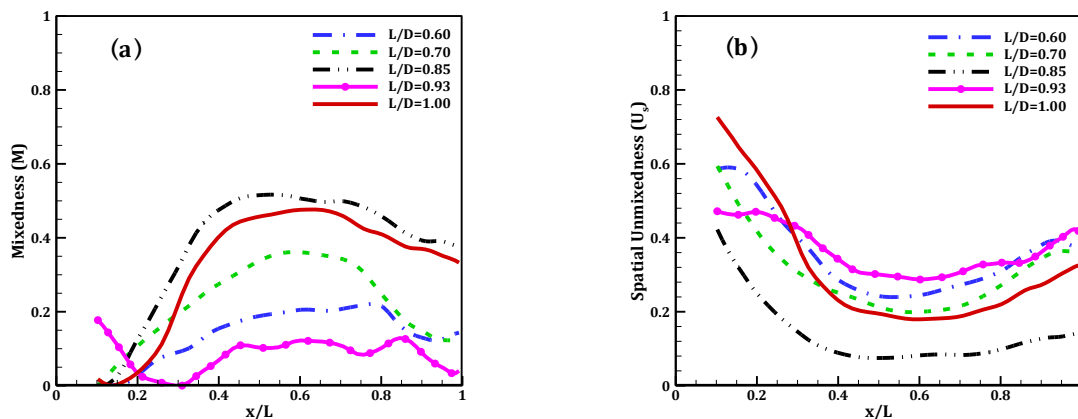 (a)
L/D=0.60
L/D=0.70
L/D=0.85
L/D=0.93
L/D=1.00
Mixedness (M)
1
0.8
0.6
0.4
0.2
0
0 0.2 0.4 0.6 0.8 1
x/L
(b)
L/D=0.60
L/D=0.70
L/D=0.85
L/D=0.93
L/D=1.00
Spatial Unmixedness (Us)
1
0.8
0.6
0.4
0.2
0
0 0.2 0.4 0.6 0.8
x/L